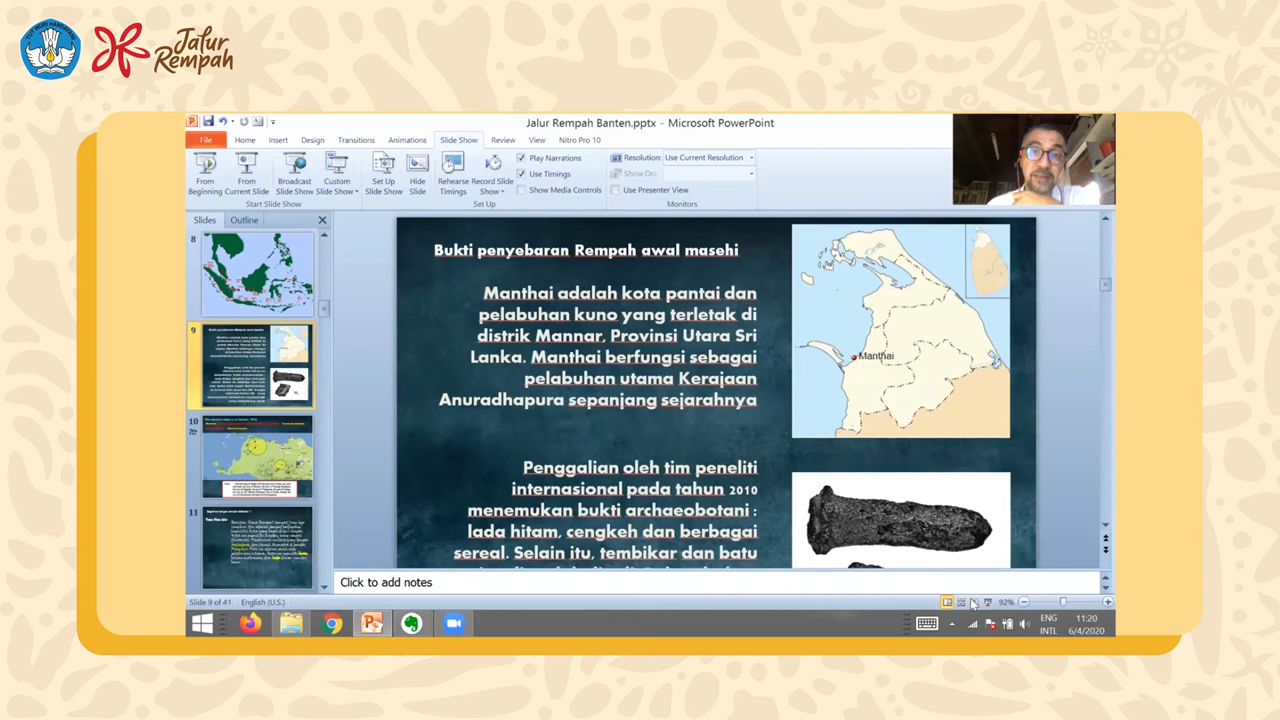 TUT WURI HANDAYANI
Jalur
Rempah
Jalur Rempah Banten.pptx - Microsoft PowerPoint
File
Home
Insert
Design
Transitions
Animations
Slide Show
Review
View
Nitro Pro 10
From
Beginning
From
Current Slide
Broadcast
Slide Show
Custom
Slide Show
Start Slide Show
Set Up
Slide Show
Hide
Slide
Rehearse
Timings
Record Slide
Show
Play Narrations
Use Timings
Show Media Controls
Set Up
Resolution: Use Current Resolution
Show On:
Use Presenter View
Monitors
Slides
Outline
8
9
10
11
Bukti penyebaran Rempah awal masehi
Manthai adalah kota pantai dan
pelabuhan kuno yang terletak di
distrik Mannar, Provinsi Utara Sri
Lanka. Manthai berfungsi sebagai
pelabuhan utama Kerajaan
Anuradhapura sepanjang sejarahnya
Manthai
Penggalian oleh tim peneliti
internasional pada tahun 2010
menemukan bukti archaeobotani :
lada hitam, cengkeh dan berbagai
sereal. Selain itu, tembikar dan batu
Click to add notes
Slide 9 of 41
English (U.S.)
92%
ENG
INTL
11:20
6/4/2020